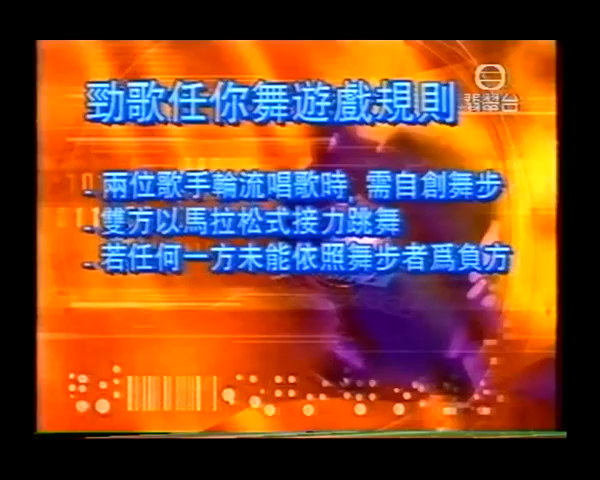 勁歌任你舞遊戲規則
翡翠台
. 兩位歌手輪流唱歌時, 需自創舞步
. 雙方以馬拉松式接力跳舞
. 若任何一方未能依照舞步者為負方